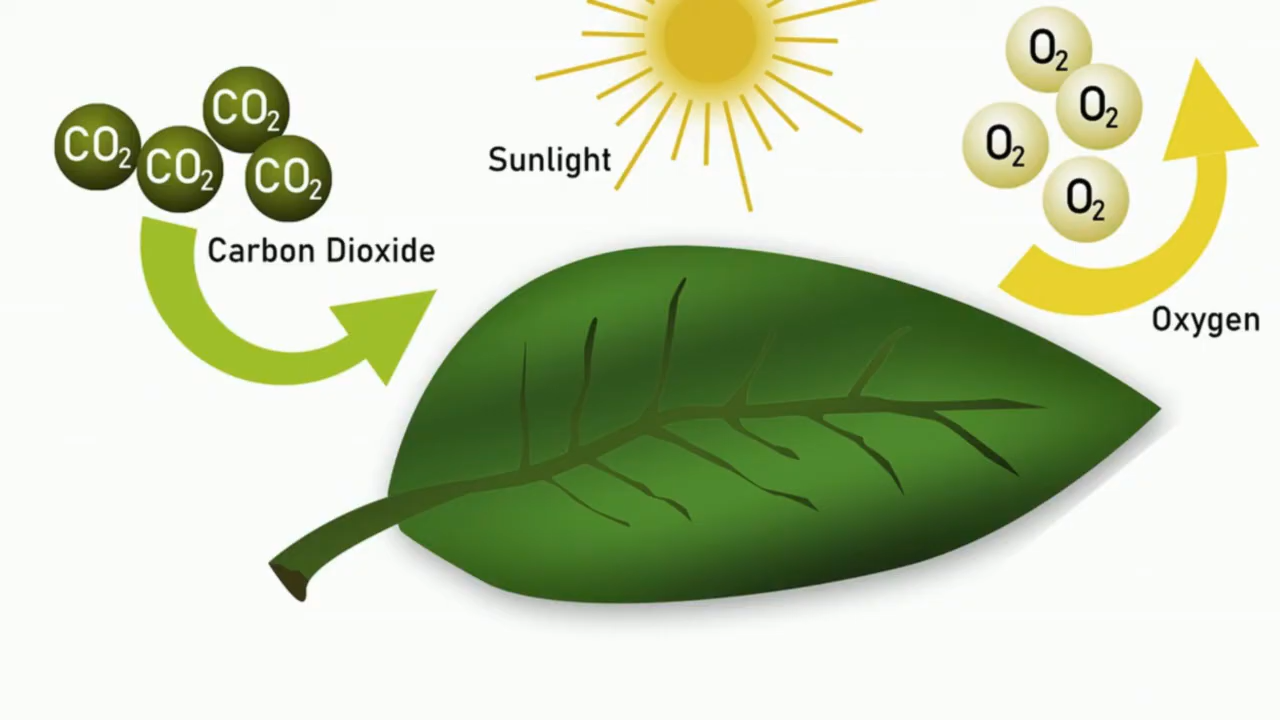 CO₂
CO₂
CO₂
CO₂
Carbon Dioxide
Sunlight
O₂
O₂
O₂
O₂
Oxygen